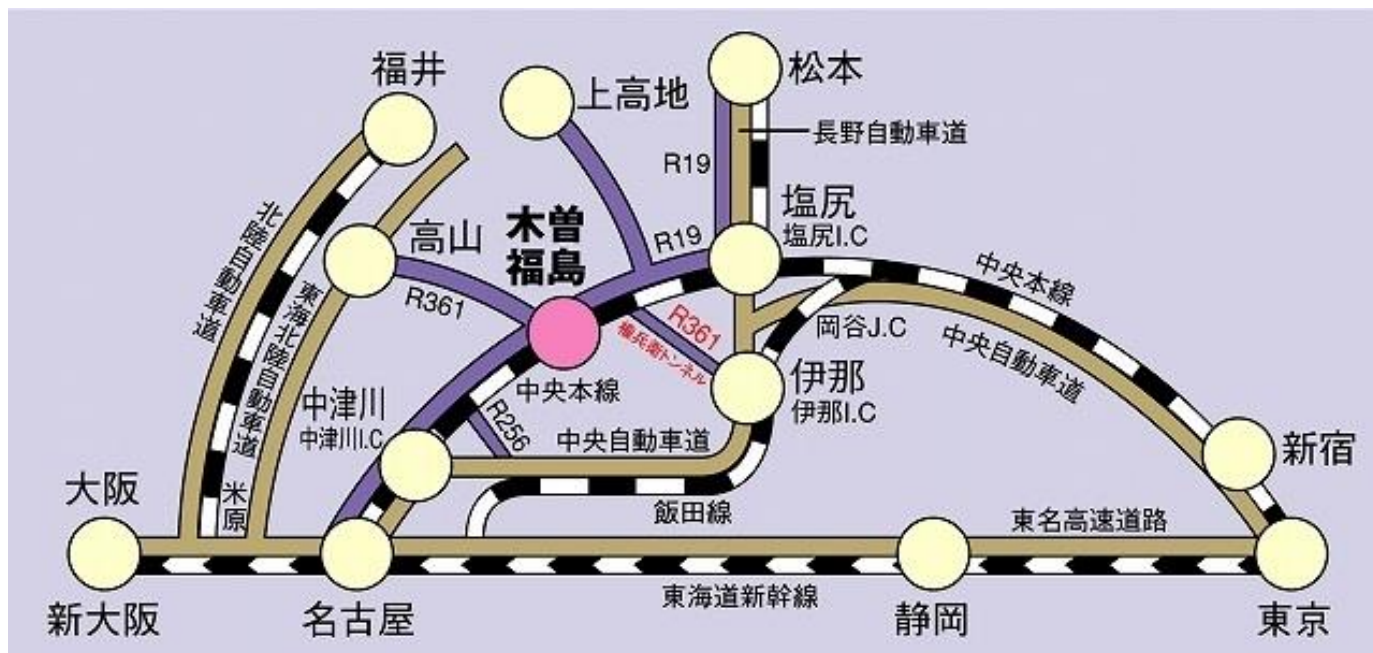 福井
上高地
松本
長野自動車道
R19
塩尻
塩尻I.C
北陸自動車道
高山
木曽
福島
R19
中央本線
R361
東海北陸自動車道
R361
権兵衛トンネル
岡谷J.C
中央自動車道
伊那
伊那I.C
中津川
中津川I.C
中央本線
R256
中央自動車道
新宿
大阪
米原
飯田線
東名高速道路
新大阪
名古屋
東海道新幹線
静岡
東京